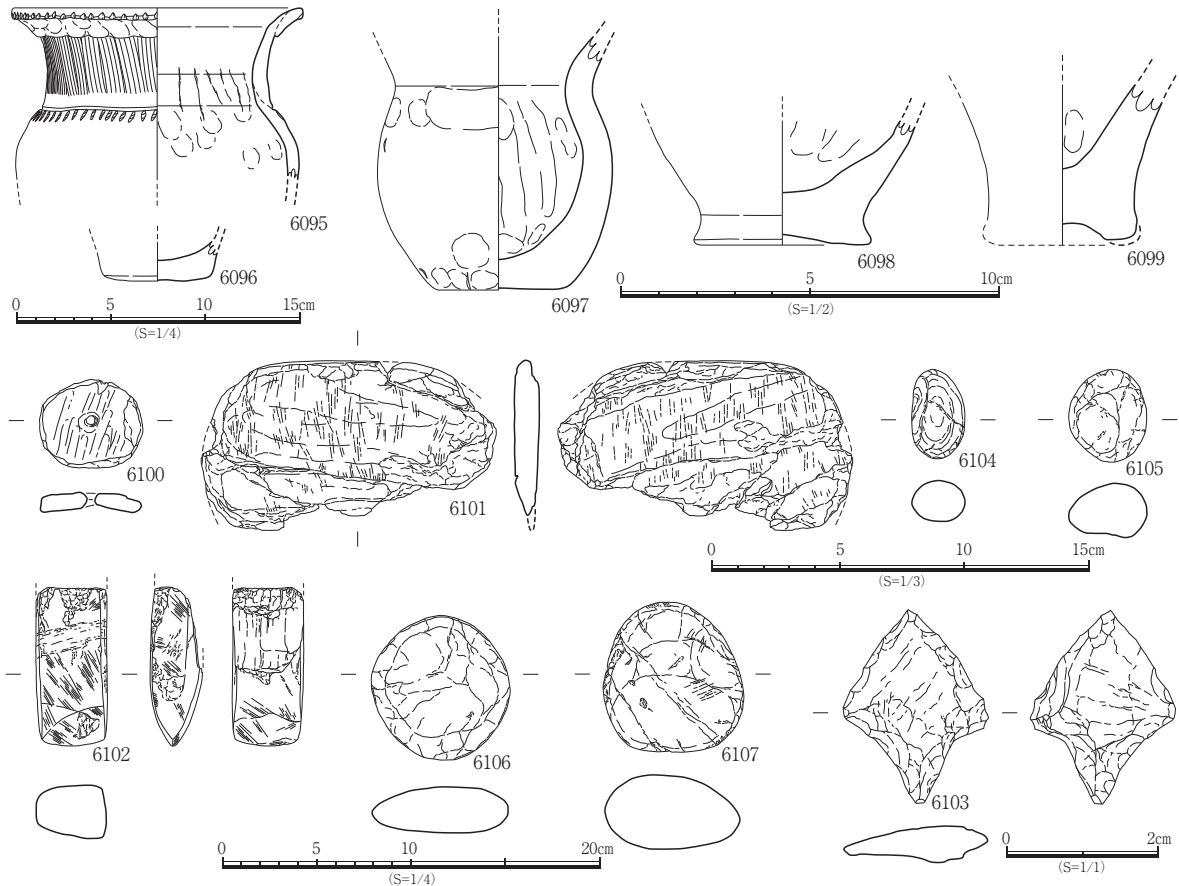 6095
6096
0 5 10 15cm
(S=1/4)
6097
6098
6099
0 5 10cm
(S=1/2)
6100
6101
6104
6105
0 5 10 15cm
(S=1/3)
6102
6106
6107
6103
0 5 10 20cm
(S=1/4)
0 2cm
(S=1/1)